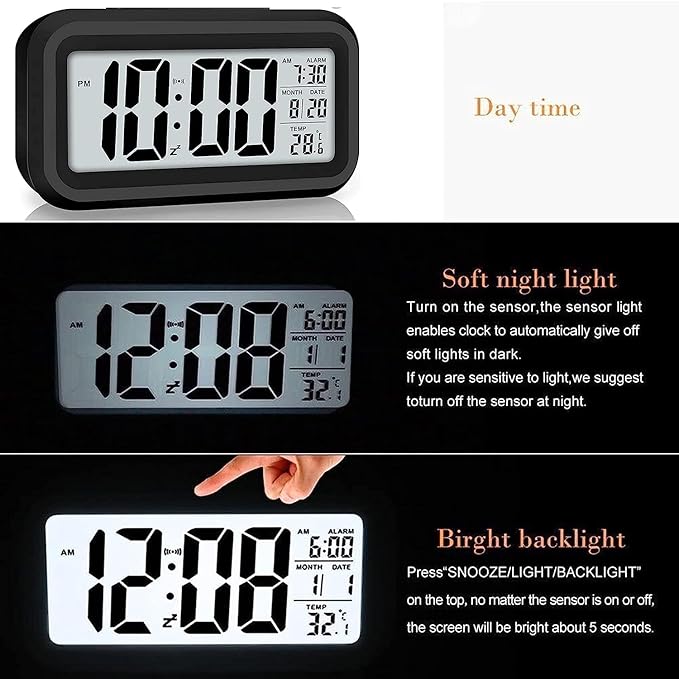 PM
10:00
AM ALARM
7:30
MONTH DATE
8 20
TEMP
28.6 °C
zz
Day time
Soft night light
Turn on the sensor,the sensor light
enables clock to automatically give off
soft lights in dark.
If you are sensitive to light,we suggest
toturn off the sensor at night.
AM
12:08
AM ALARM
6:00
MONTH DATE
1 1
TEMP
32.1 °C
zz
Birght backlight
Press“SNOOZE/LIGHT/BACKLIGHT”
on the top, no matter the sensor is on or off,
the screen will be bright about 5 seconds.
AM
12:08
AM ALARM
6:00
MONTH DATE
1 1
TEMP
32.1 °C
zz